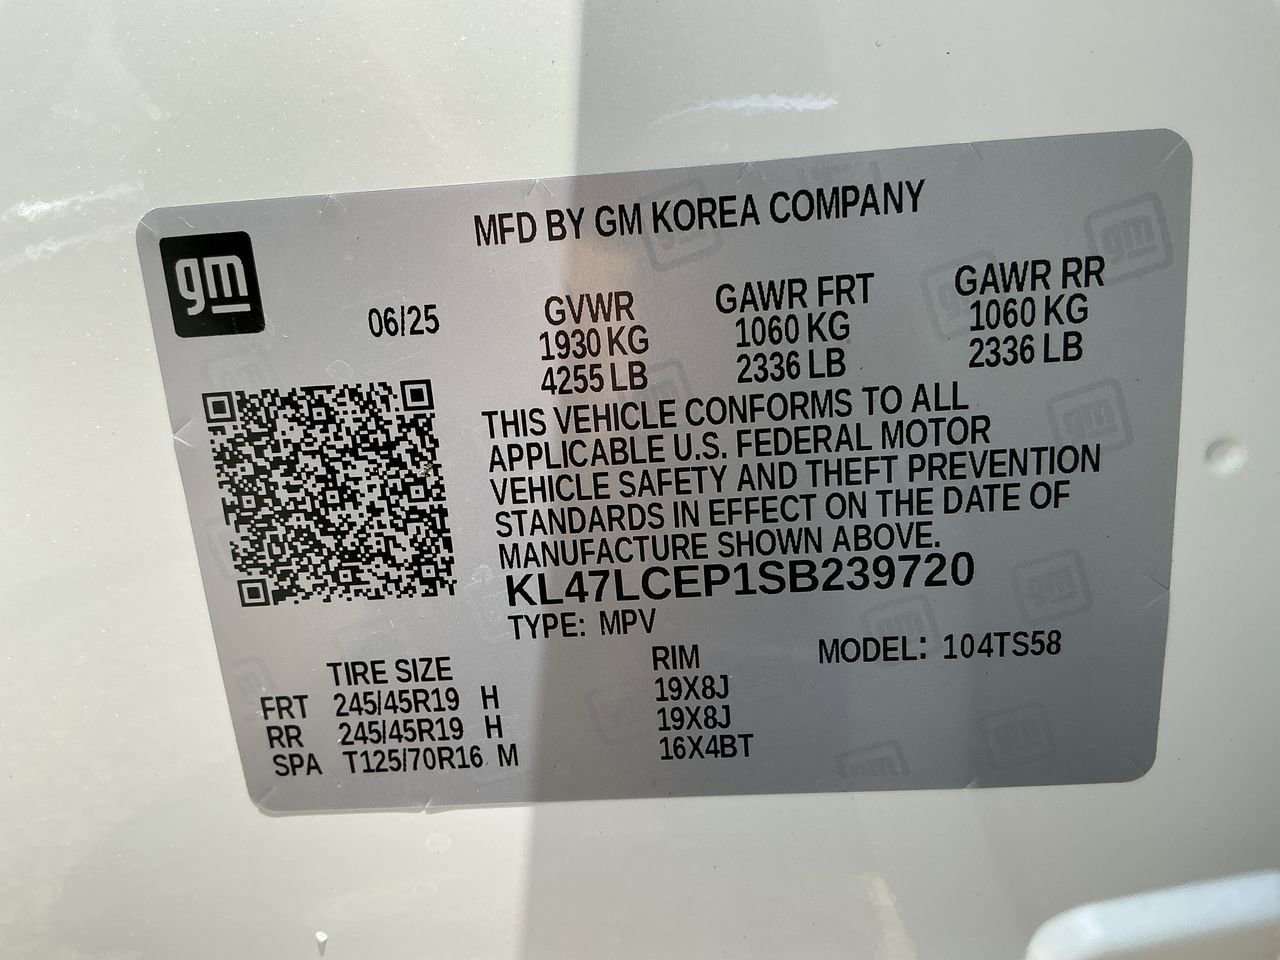 gm
MFD BY GM KOREA COMPANY
06/25
GVWR GAWR FRT GAWR RR
1930 KG 1060 KG 1060 KG
4255 LB 2336 LB 2336 LB
THIS VEHICLE CONFORMS TO ALL
APPLICABLE U.S. FEDERAL MOTOR
VEHICLE SAFETY AND THEFT PREVENTION
STANDARDS IN EFFECT ON THE DATE OF
MANUFACTURE SHOWN ABOVE.
KL47LCEP1SB239720
TYPE: MPV
MODEL: 104TS58
TIRE SIZE RIM
FRT 245/45R19 H 19X8J
RR 245/45R19 H 19X8J
SPA T125/70R16 M 16X4BT